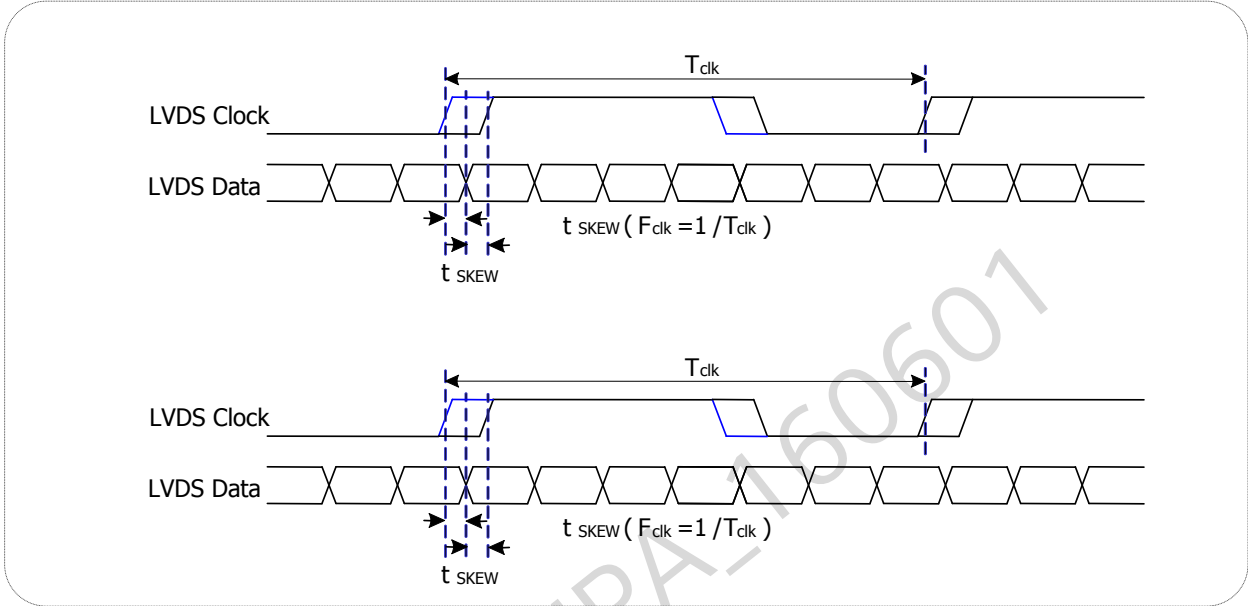 Tclk
LVDS Clock
LVDS Data
t SKEW ( Fclk =1 /Tclk )
t SKEW
Tclk
LVDS Clock
LVDS Data
t SKEW ( Fclk =1 /Tclk )
t SKEW
_160601